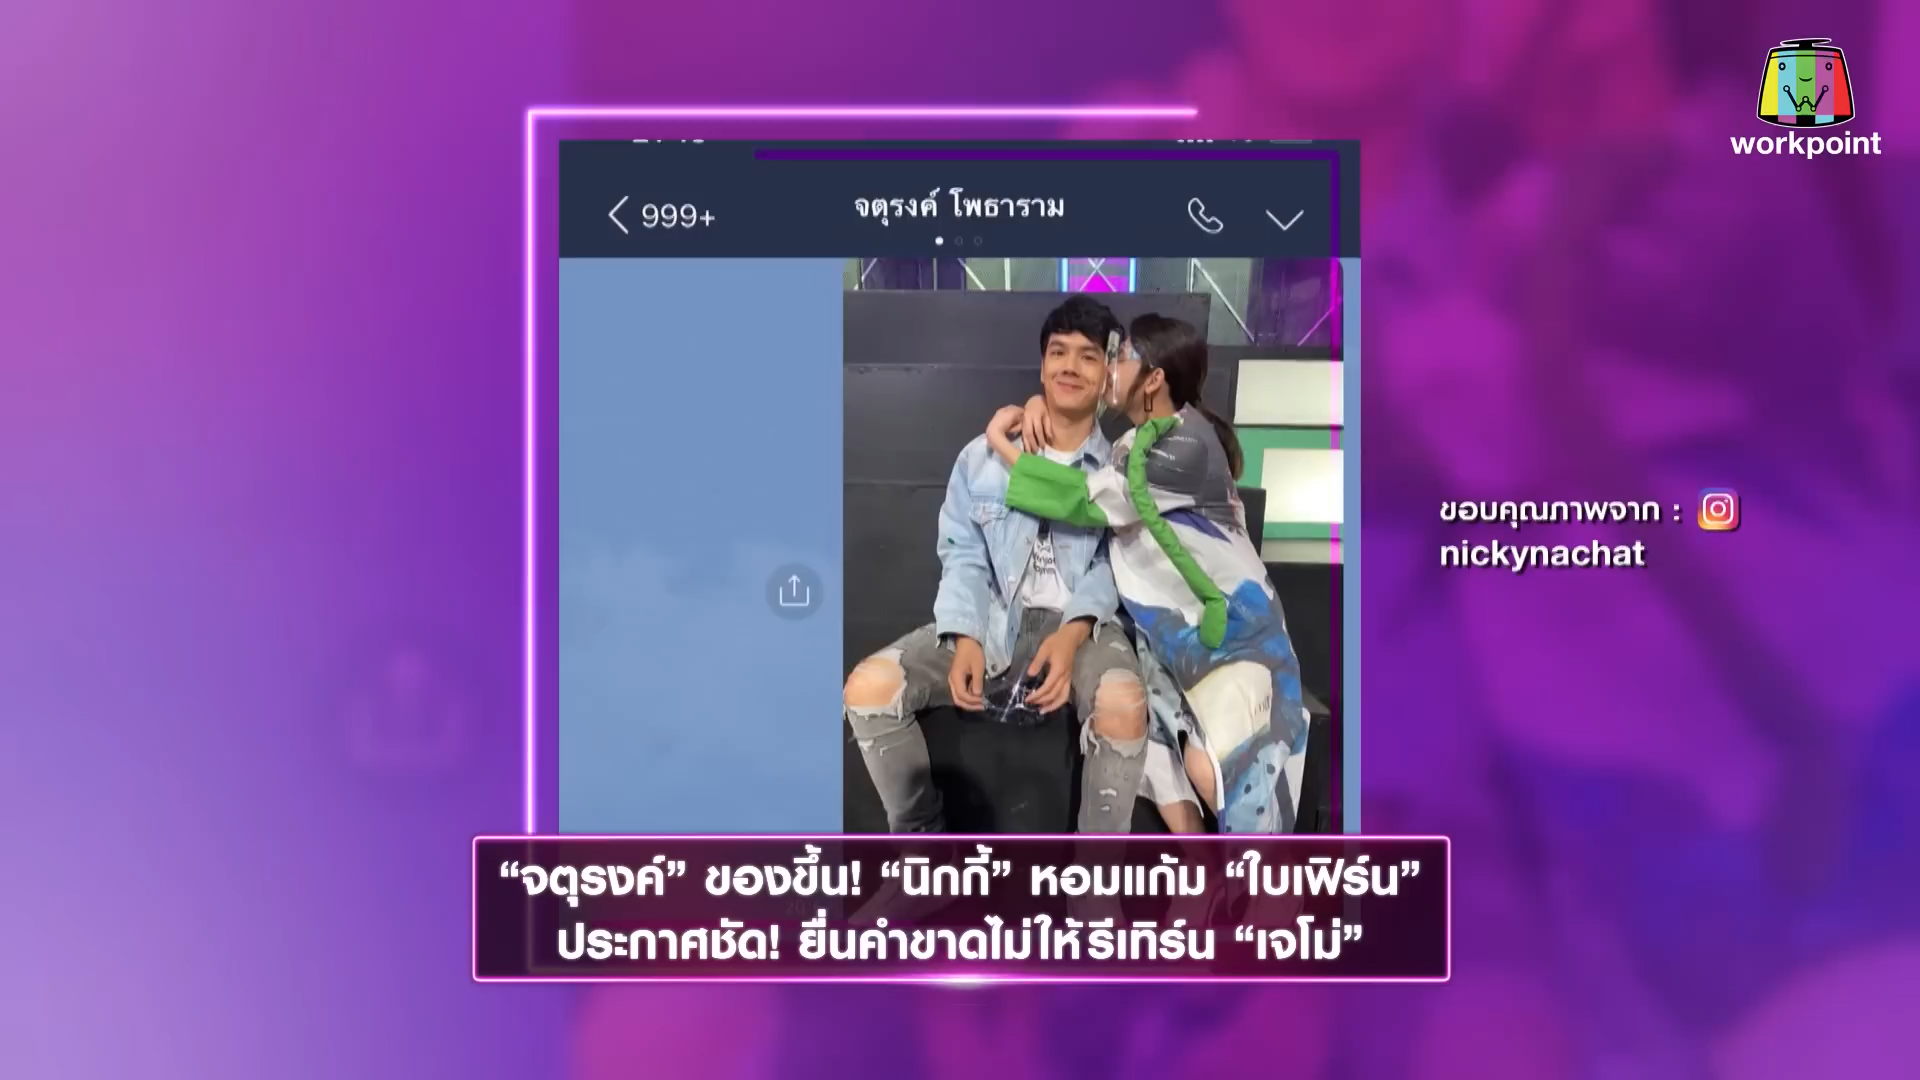 workpoint
999+
จตุรงค์ โพธาราม
ขอบคุณภาพจาก :
nickynachat
“จตุรงค์” ของขึ้น! “นิกกี้” หอมแก้ม “ใบเฟิร์น”
ประกาศชัด! ยื่นคำขาดไม่ให้รีเทิร์น “เจโม่”